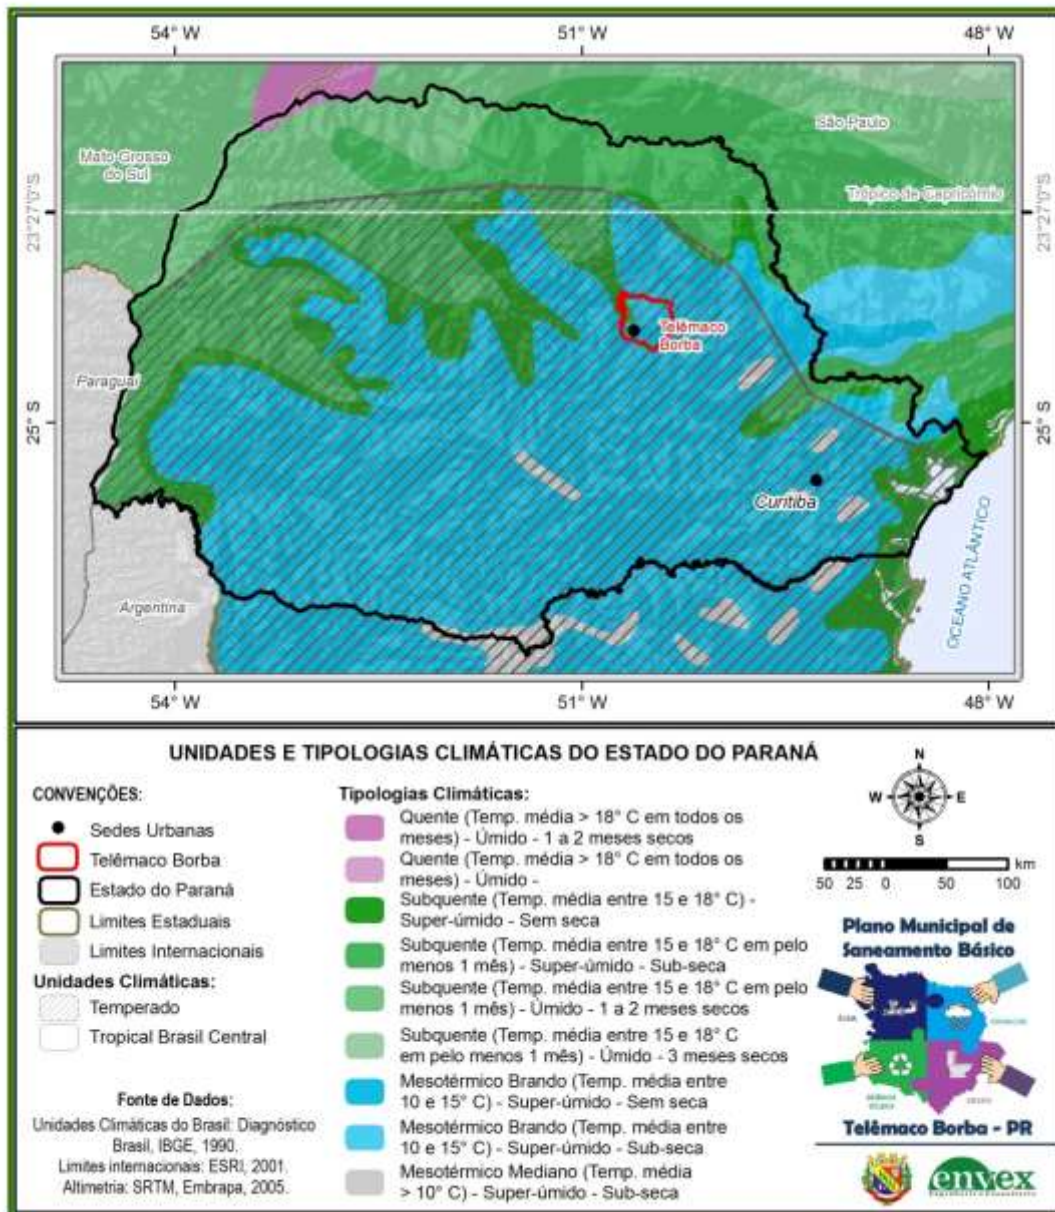 54° W
51° W
48° W
São Paulo
Mato Grosso
do Sul
Trópico de Capricórnio
23°27'0"S
23°27'0"S
Telêmaco
Borba
Paraguai
25° S
25° S
Curitiba
Argentina
OCEANO ATLÂNTICO
54° W
51° W
48° W
UNIDADES E TIPOLOGIAS CLIMÁTICAS DO ESTADO DO PARANÁ
CONVENÇÕES:
Sedes Urbanas
Telêmaco Borba
Estado do Paraná
Limites Estaduais
Limites Internacionais
Unidades Climáticas:
Temperado
Tropical Brasil Central
Fonte de Dados:
Unidades Climáticas do Brasil: Diagnóstico
Brasil, IBGE, 1990.
Limites internacionais: ESRI, 2001.
Altimetria: SRTM, Embrapa, 2005.
Tipologias Climáticas:
Quente (Temp. média > 18° C em todos os
meses) - Úmido - 1 a 2 meses secos
Quente (Temp. média > 18° C em todos os
meses) - Úmido -
Subquente (Temp. média entre 15 e 18° C) -
Super-úmido - Sem seca
Subquente (Temp. média entre 15 e 18° C em pelo
menos 1 mês) - Super-úmido - Sub-seca
Subquente (Temp. média entre 15 e 18° C em pelo
menos 1 mês) - Úmido - 1 a 2 meses secos
Subquente (Temp. média entre 15 e 18° C
em pelo menos 1 mês) - Úmido - 3 meses secos
Mesotérmico Brando (Temp. média entre
10 e 15° C) - Super-úmido - Sem seca
Mesotérmico Brando (Temp. média entre
10 e 15° C) - Super-úmido - Sub-seca
Mesotérmico Mediano (Temp. média
> 10° C) - Super-úmido - Sub-seca
N
W
E
S
km
50 25 0 50 100
Plano Municipal de
Saneamento Básico
Telêmaco Borba - PR
envex